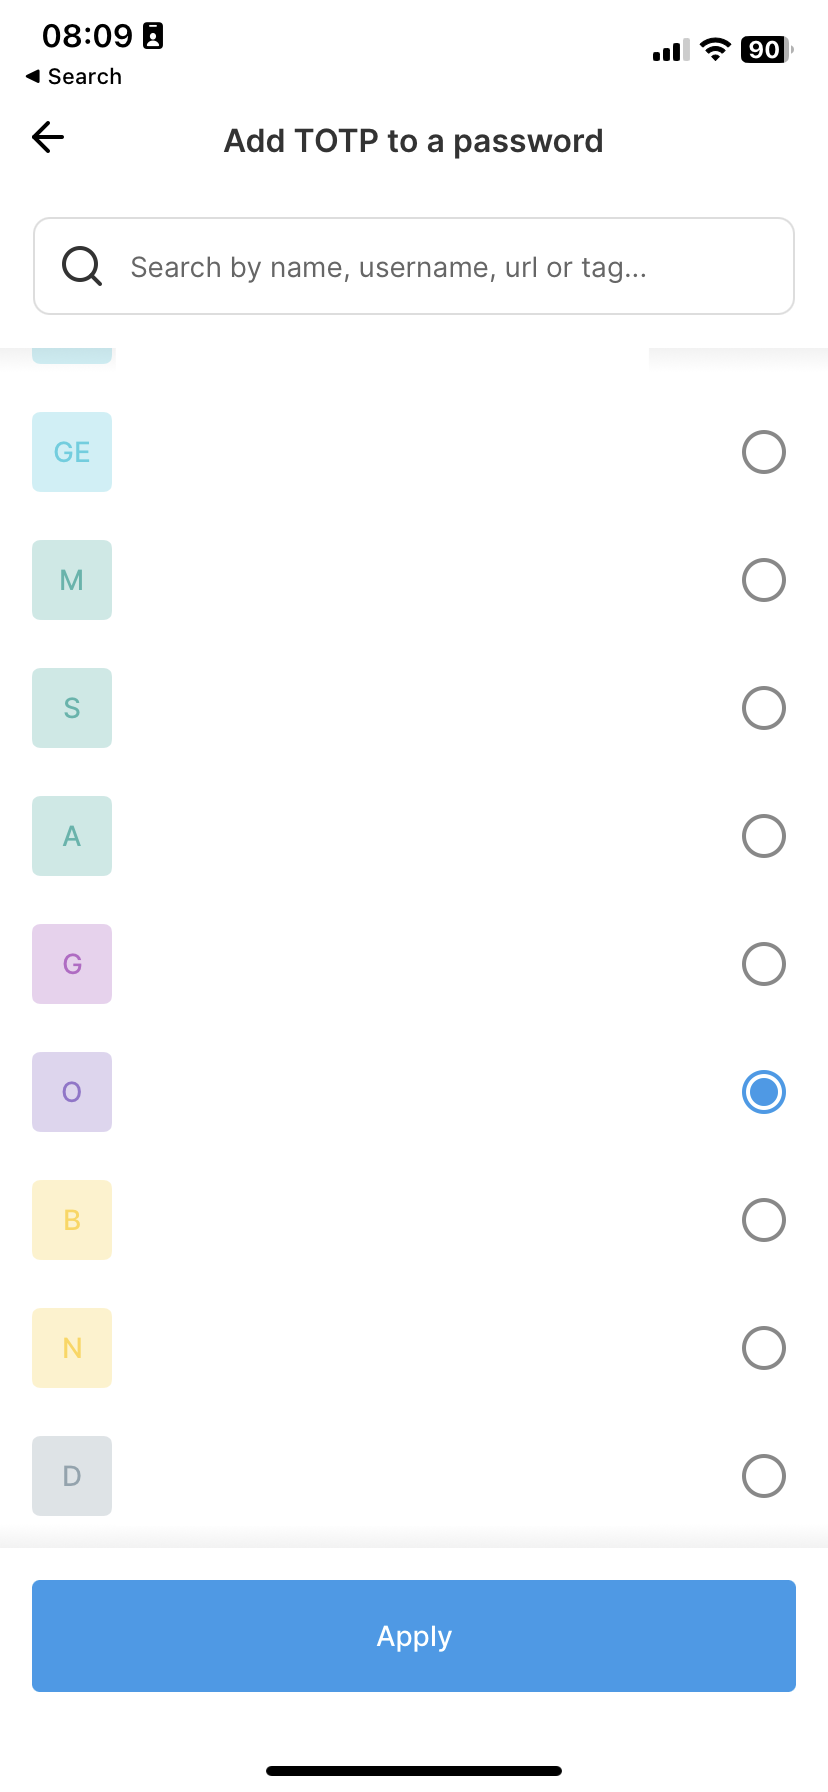 08:09
90
◀ Search
Add TOTP to a password
Search by name, username, url or tag...
GE
M
S
A
G
O
B
N
D
Apply